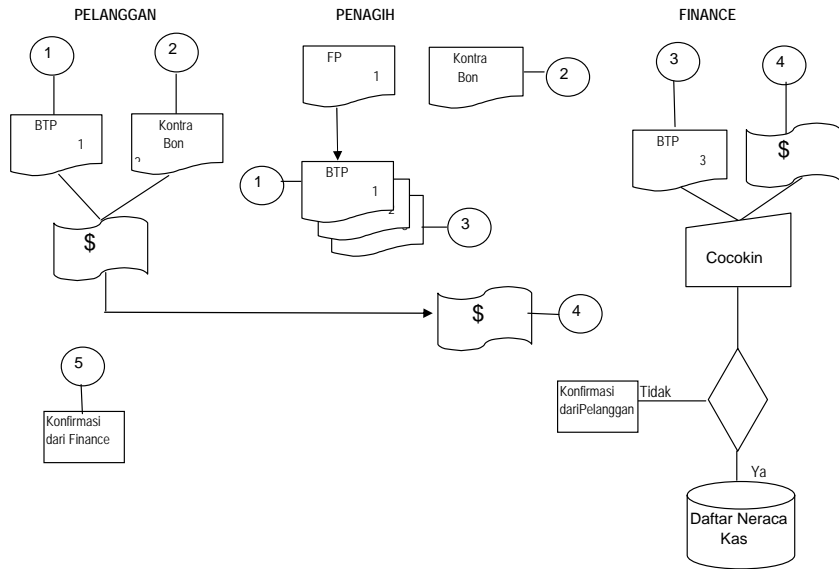 PELANGGAN
PENAGIH
FINANCE
1
2
BTP
1
Kontra
Bon
2
$
5
Konfirmasi
dari Finance
FP
1
Kontra
Bon
2
1
BTP
1
2
3
$
4
3
4
BTP
3
$
Cocokin
Konfirmasi
dariPelanggan
Tidak
Ya
Daftar Neraca
Kas